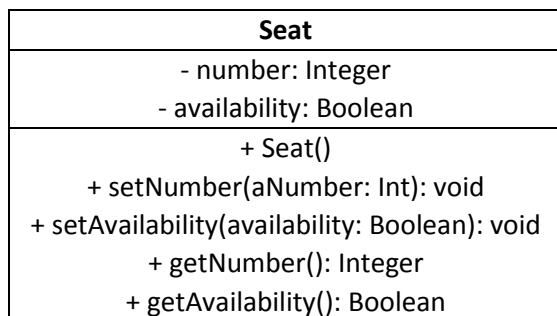 Seat
- number: Integer
- availability: Boolean
+ Seat()
+ setNumber(aNumber: Int): void
+ setAvailability(availability: Boolean): void
+ getNumber(): Integer
+ getAvailability(): Boolean